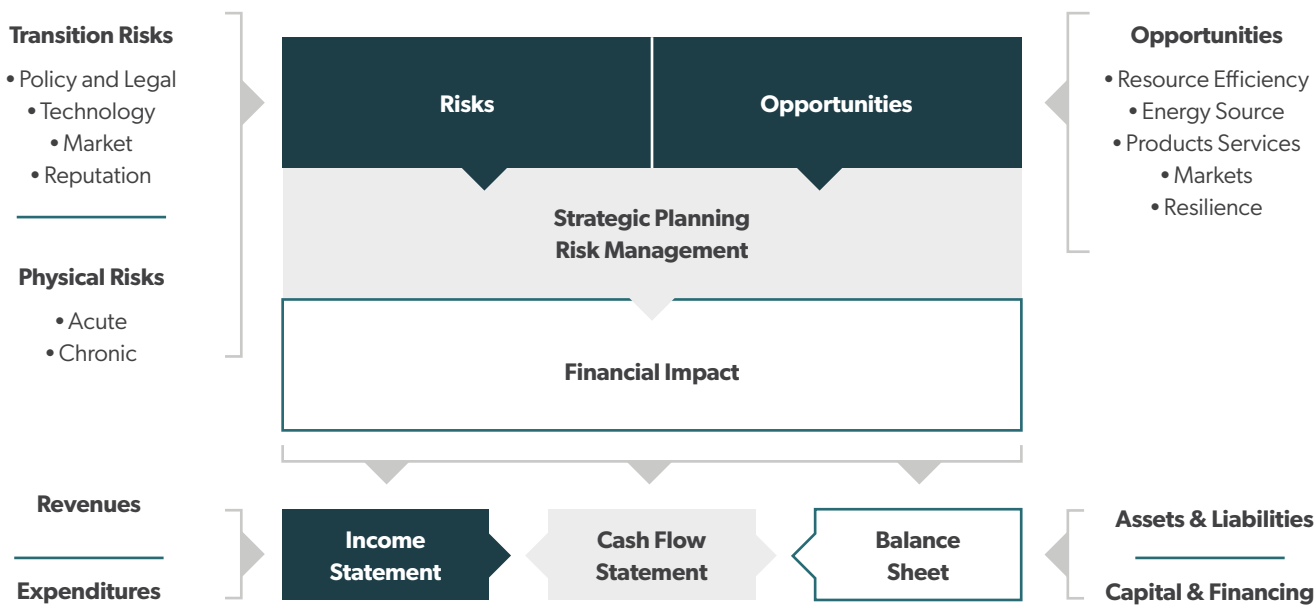 Transition Risks
• Policy and Legal
• Technology
• Market
• Reputation
Physical Risks
• Acute
• Chronic
Risks
Opportunities
Strategic Planning
Risk Management
Financial Impact
Opportunities
• Resource Efficiency
• Energy Source
• Products Services
• Markets
• Resilience
Revenues
Expenditures
Income
Statement
Cash Flow
Statement
Balance
Sheet
Assets & Liabilities
Capital & Financing